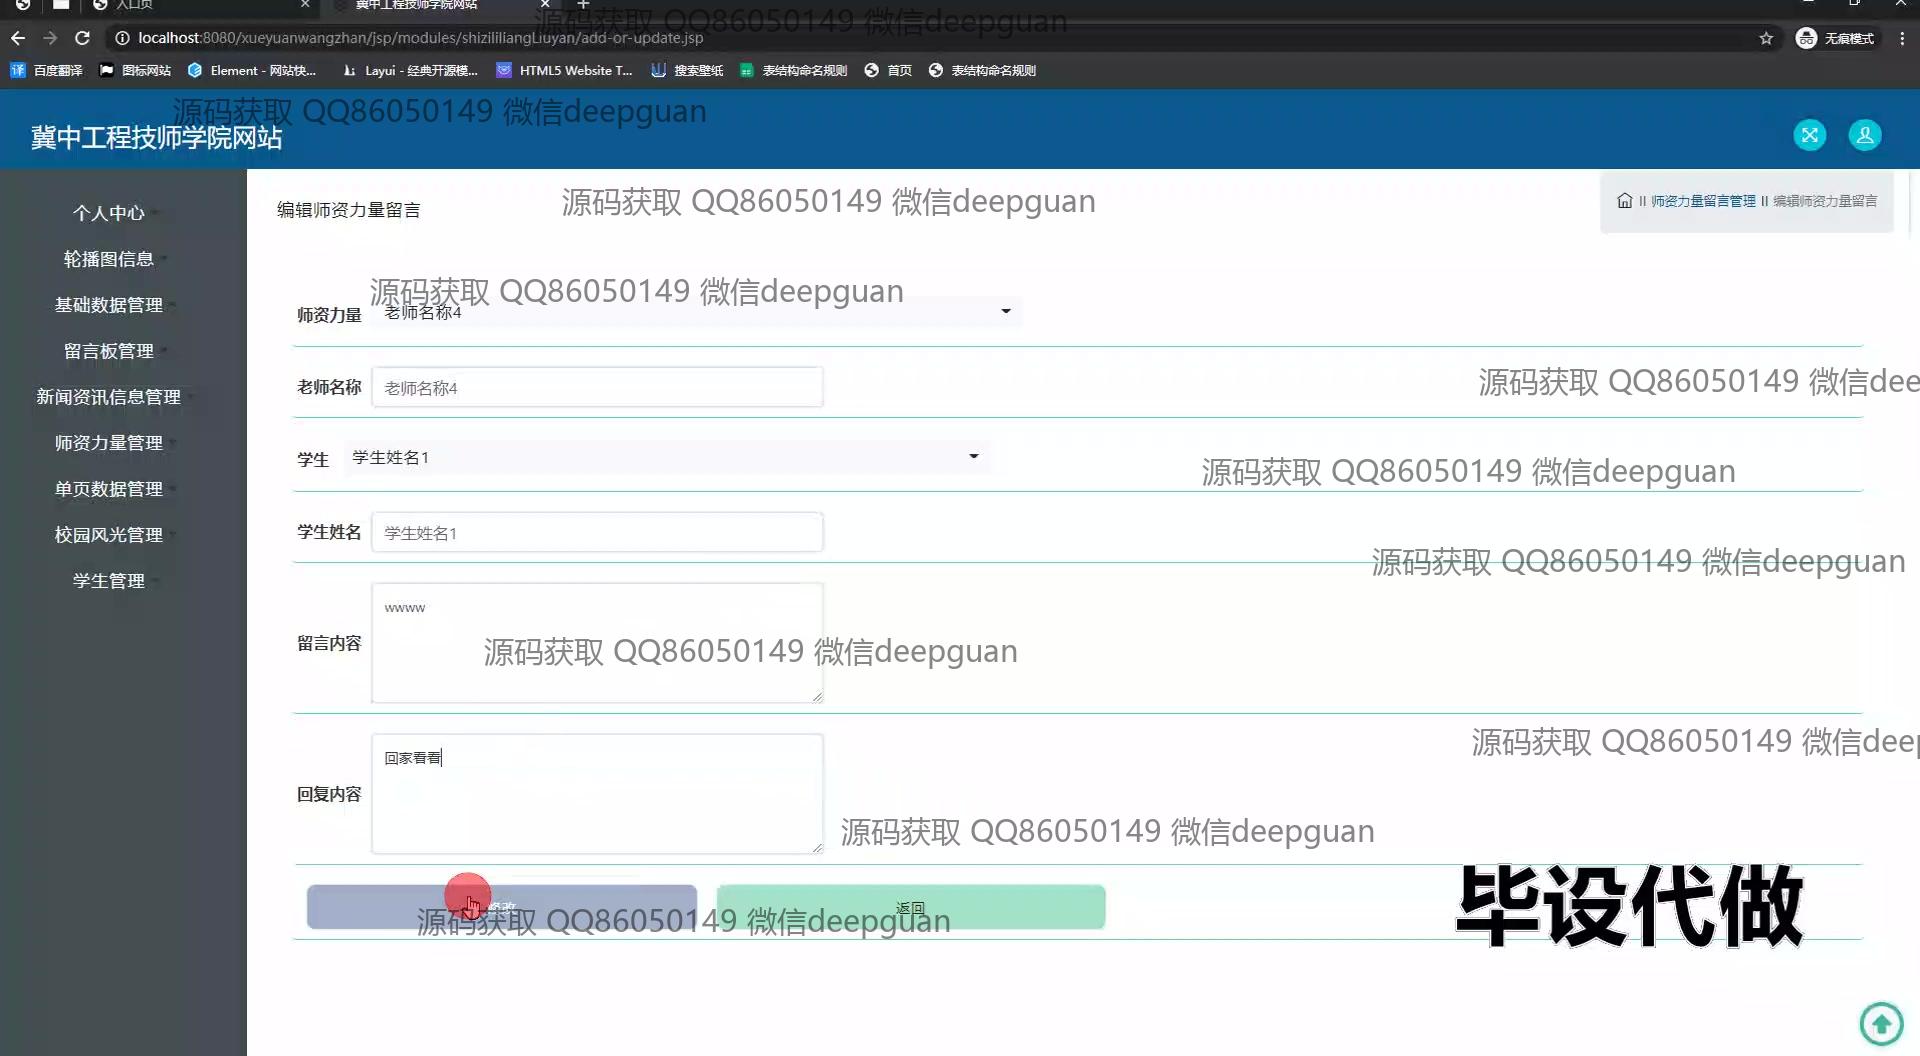 入口页
冀中工程技师学院网站
源码获取 QQ86050149 微信deepguan
localhost:8080/xueyuanwangzhan/jsp/modules/shizililiangLiuyan/add-or-update.jsp
无痕模式
百度翻译
图标网站
Element - 网站快...
Layui - 经典开源模...
HTML5 Website T...
搜索壁纸
表结构命名规则
首页
表结构命名规则
源码获取 QQ86050149 微信deepguan
冀中工程技师学院网站
个人中心
轮播图信息
基础数据管理
留言板管理
新闻资讯信息管理
师资力量管理
单页数据管理
校园风光管理
学生管理
编辑师资力量留言
源码获取 QQ86050149 微信deepguan
师资力量留言管理
编辑师资力量留言
源码获取 QQ86050149 微信deepguan
师资力量
老师名称4
老师名称
老师名称4
源码获取 QQ86050149 微信dee
学生
学生姓名1
源码获取 QQ86050149 微信deepguan
学生姓名
学生姓名1
源码获取 QQ86050149 微信deepguan
留言内容
wwww
源码获取 QQ86050149 微信deepguan
回复内容
回家看看
源码获取 QQ86050149 微信deep
源码获取 QQ86050149 微信deepguan
修改
返回
源码获取 QQ86050149 微信deepguan
毕设代做